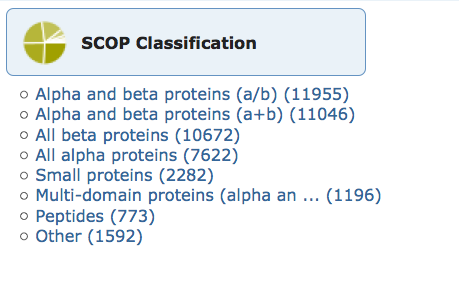 SCOP Classification
Alpha and beta proteins (a/b) (11955)
Alpha and beta proteins (a+b) (11046)
All beta proteins (10672)
All alpha proteins (7622)
Small proteins (2282)
Multi-domain proteins (alpha an ... (1196)
Peptides (773)
Other (1592)